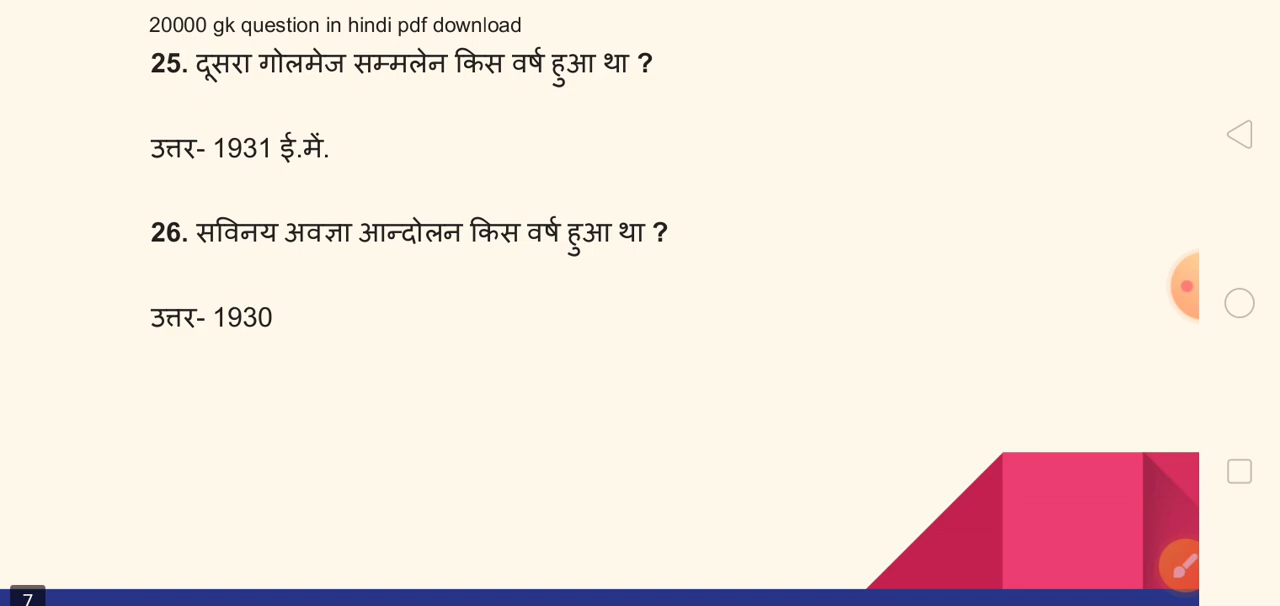 20000 gk question in hindi pdf download
25. दूसरा गोलमेज सम्मलेन किस वर्ष हुआ था ?
उत्तर- 1931 ई.में.
26. सविनय अवज्ञा आन्दोलन किस वर्ष हुआ था ?
उत्तर- 1930
7